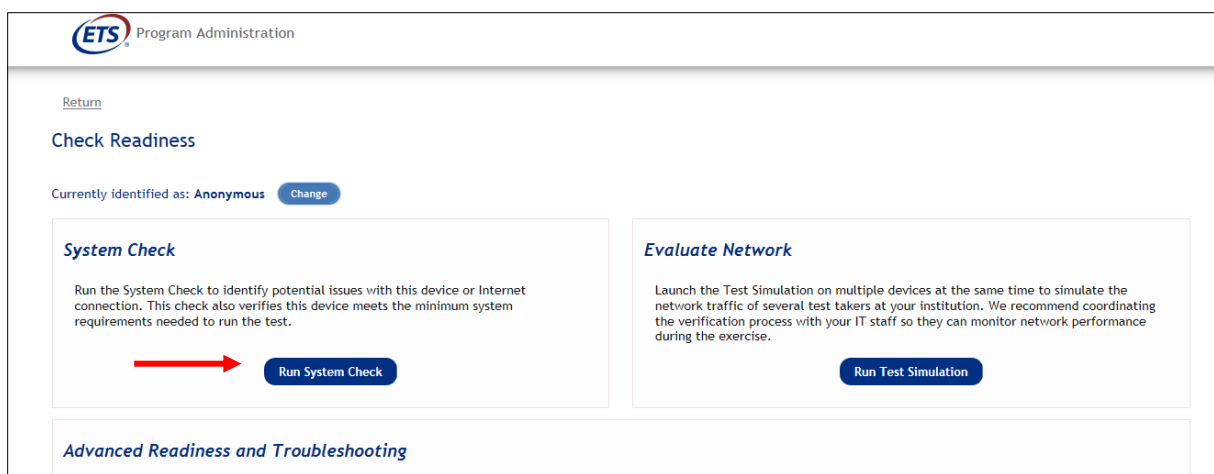 ETS Program Administration
Return
Check Readiness
Currently identified as: Anonymous Change
System Check
Run the System Check to identify potential issues with this device or Internet
connection. This check also verifies this device meets the minimum system
requirements needed to run the test.
Run System Check
Evaluate Network
Launch the Test Simulation on multiple devices at the same time to simulate the
network traffic of several test takers at your institution. We recommend coordinating
the verification process with your IT staff so they can monitor network performance
during the exercise.
Run Test Simulation
Advanced Readiness and Troubleshooting